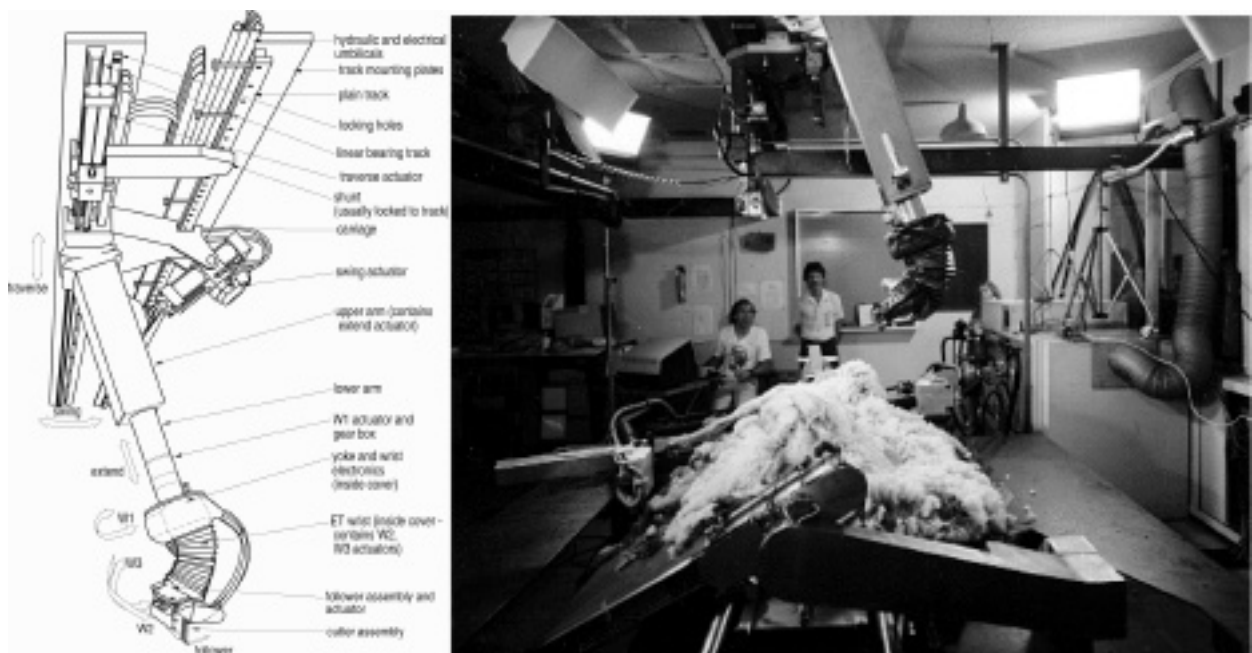 hydraulic and electrical
umbilicals
track mounting plates
plain track
locking holes
linear bearing track
traverse actuator
shunt
(usually locked to track)
carriage
swing actuator
traverse
upper arm (contains
extend actuator)
lower arm
swing
W1 actuator and
gear box
extend
yoke and wrist
electronics
(inside cover)
W1
ET wrist (inside cover -
contains W2,
W3 actuators)
W3
follower assembly and
actuator
W2
cutter assembly
follower